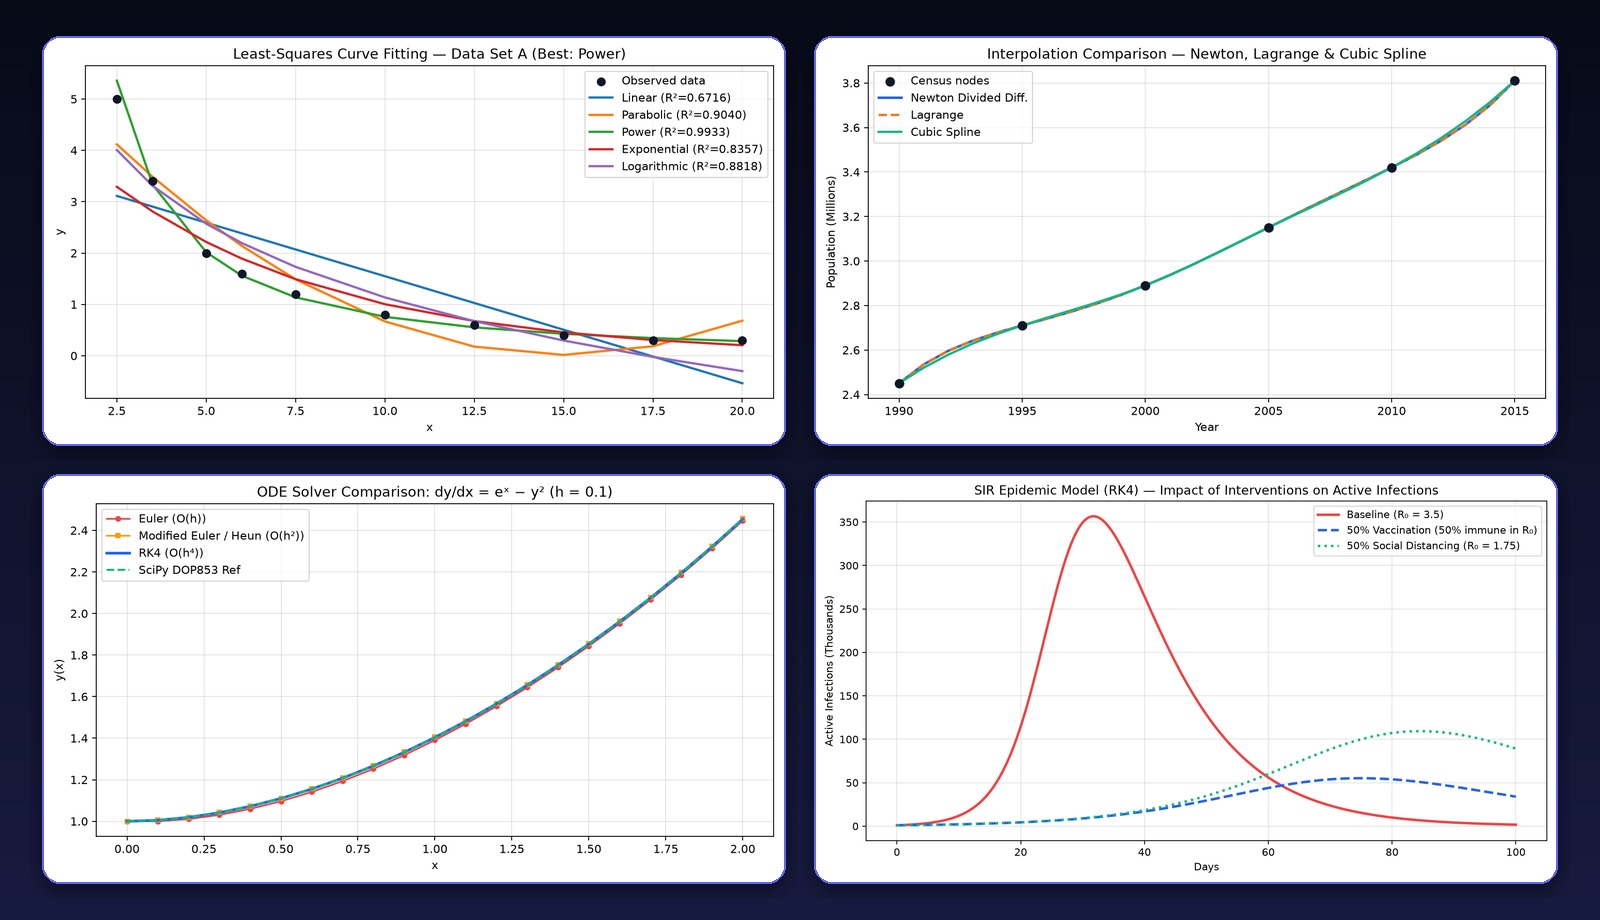 Least-Squares Curve Fitting — Data Set A (Best: Power)
Observed data
Linear (R²=0.6716)
Parabolic (R²=0.9040)
Power (R²=0.9933)
Exponential (R²=0.8357)
Logarithmic (R²=0.8818)
y
5
4
3
2
1
0
2.5 5.0 7.5 10.0 12.5 15.0 17.5 20.0
x
Interpolation Comparison — Newton, Lagrange & Cubic Spline
Census nodes
Newton Divided Diff.
Lagrange
Cubic Spline
Population (Millions)
3.8
3.6
3.4
3.2
3.0
2.8
2.6
2.4
1990 1995 2000 2005 2010 2015
Year
ODE Solver Comparison: dy/dx = eˣ − y² (h = 0.1)
Euler (O(h))
Modified Euler / Heun (O(h²))
RK4 (O(h⁴))
SciPy DOP853 Ref
y(x)
2.4
2.2
2.0
1.8
1.6
1.4
1.2
1.0
0.00 0.25 0.50 0.75 1.00 1.25 1.50 1.75 2.00
x
SIR Epidemic Model (RK4) — Impact of Interventions on Active Infections
Baseline (R₀ = 3.5)
50% Vaccination (50% immune in R₀)
50% Social Distancing (R₀ = 1.75)
Active Infections (Thousands)
350
300
250
200
150
100
50
0
0 20 40 60 80 100
Days